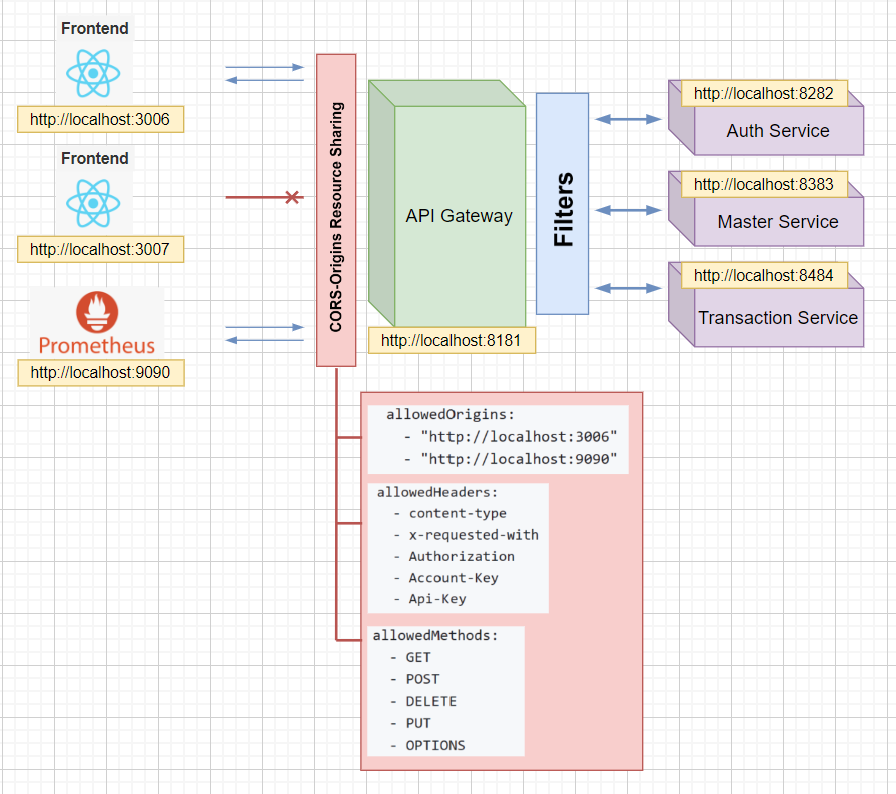 Frontend
http://localhost:3006
Frontend
http://localhost:3007
Prometheus
http://localhost:9090
CORS-Origins Resource Sharing
API Gateway
http://localhost:8181
Filters
http://localhost:8282
Auth Service
http://localhost:8383
Master Service
http://localhost:8484
Transaction Service
allowedOrigins:
- "http://localhost:3006"
- "http://localhost:9090"
allowedHeaders:
- content-type
- x-requested-with
- Authorization
- Account-Key
- Api-Key
allowedMethods:
- GET
- POST
- DELETE
- PUT
- OPTIONS